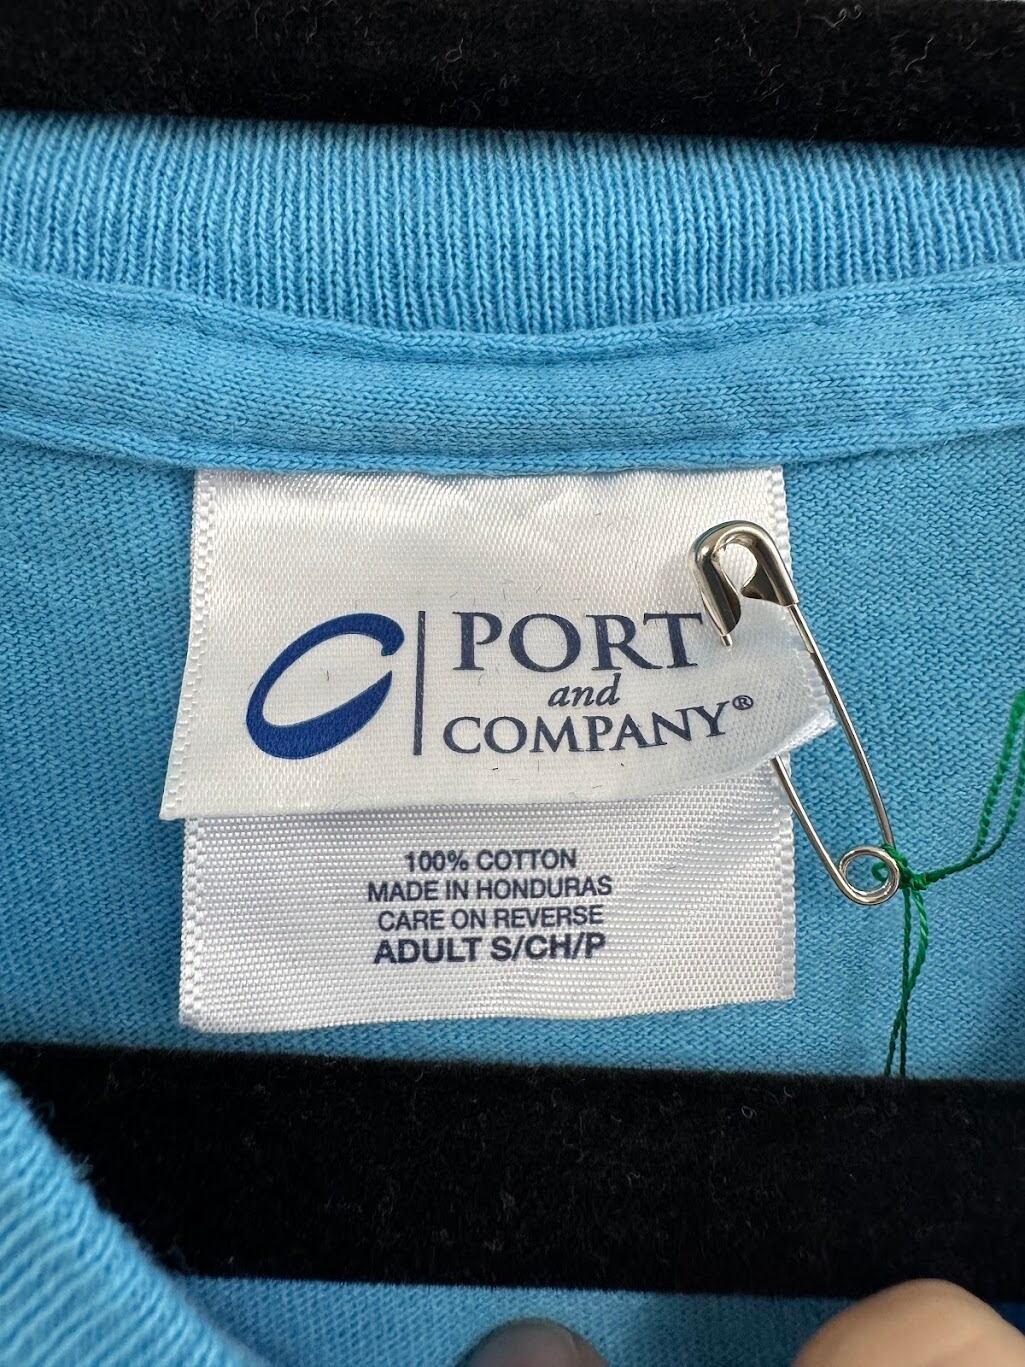 PORT
and
COMPANY®
100% COTTON
MADE IN HONDURAS
CARE ON REVERSE
ADULT S/CH/P